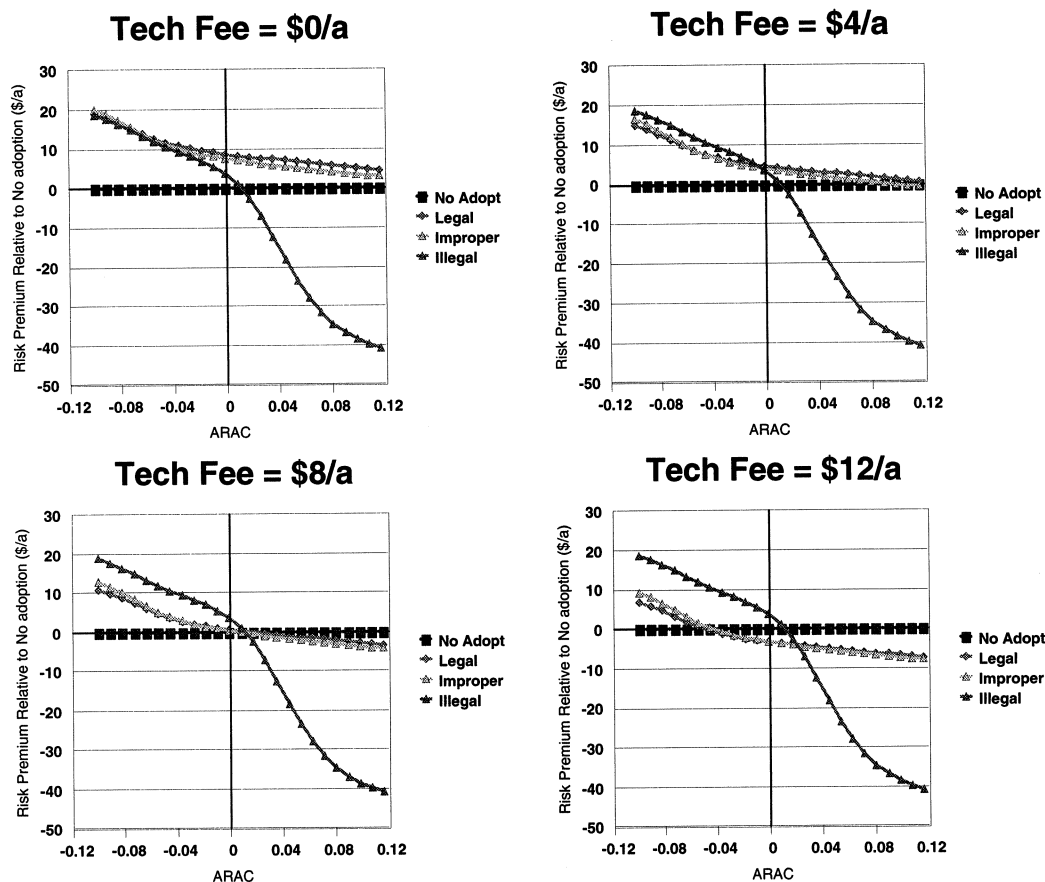 Tech Fee = $0/a
Risk Premium Relative to No adoption ($/a)
30
20
10
0
-10
-20
-30
-40
-50
-0.12 -0.08 -0.04 0 0.04 0.08 0.12
ARAC
No Adopt
Legal
Improper
Illegal
Tech Fee = $4/a
Risk Premium Relative to No adoption ($/a)
30
20
10
0
-10
-20
-30
-40
-50
-0.12 -0.08 -0.04 0 0.04 0.08 0.12
ARAC
No Adopt
Legal
Improper
Illegal
Tech Fee = $8/a
Risk Premium Relative to No adoption ($/a)
30
20
10
0
-10
-20
-30
-40
-50
-0.12 -0.08 -0.04 0 0.04 0.08 0.12
ARAC
No Adopt
Legal
Improper
Illegal
Tech Fee = $12/a
Risk Premium Relative to No adoption ($/a)
30
20
10
0
-10
-20
-30
-40
-50
-0.12 -0.08 -0.04 0 0.04 0.08 0.12
ARAC
No Adopt
Legal
Improper
Illegal